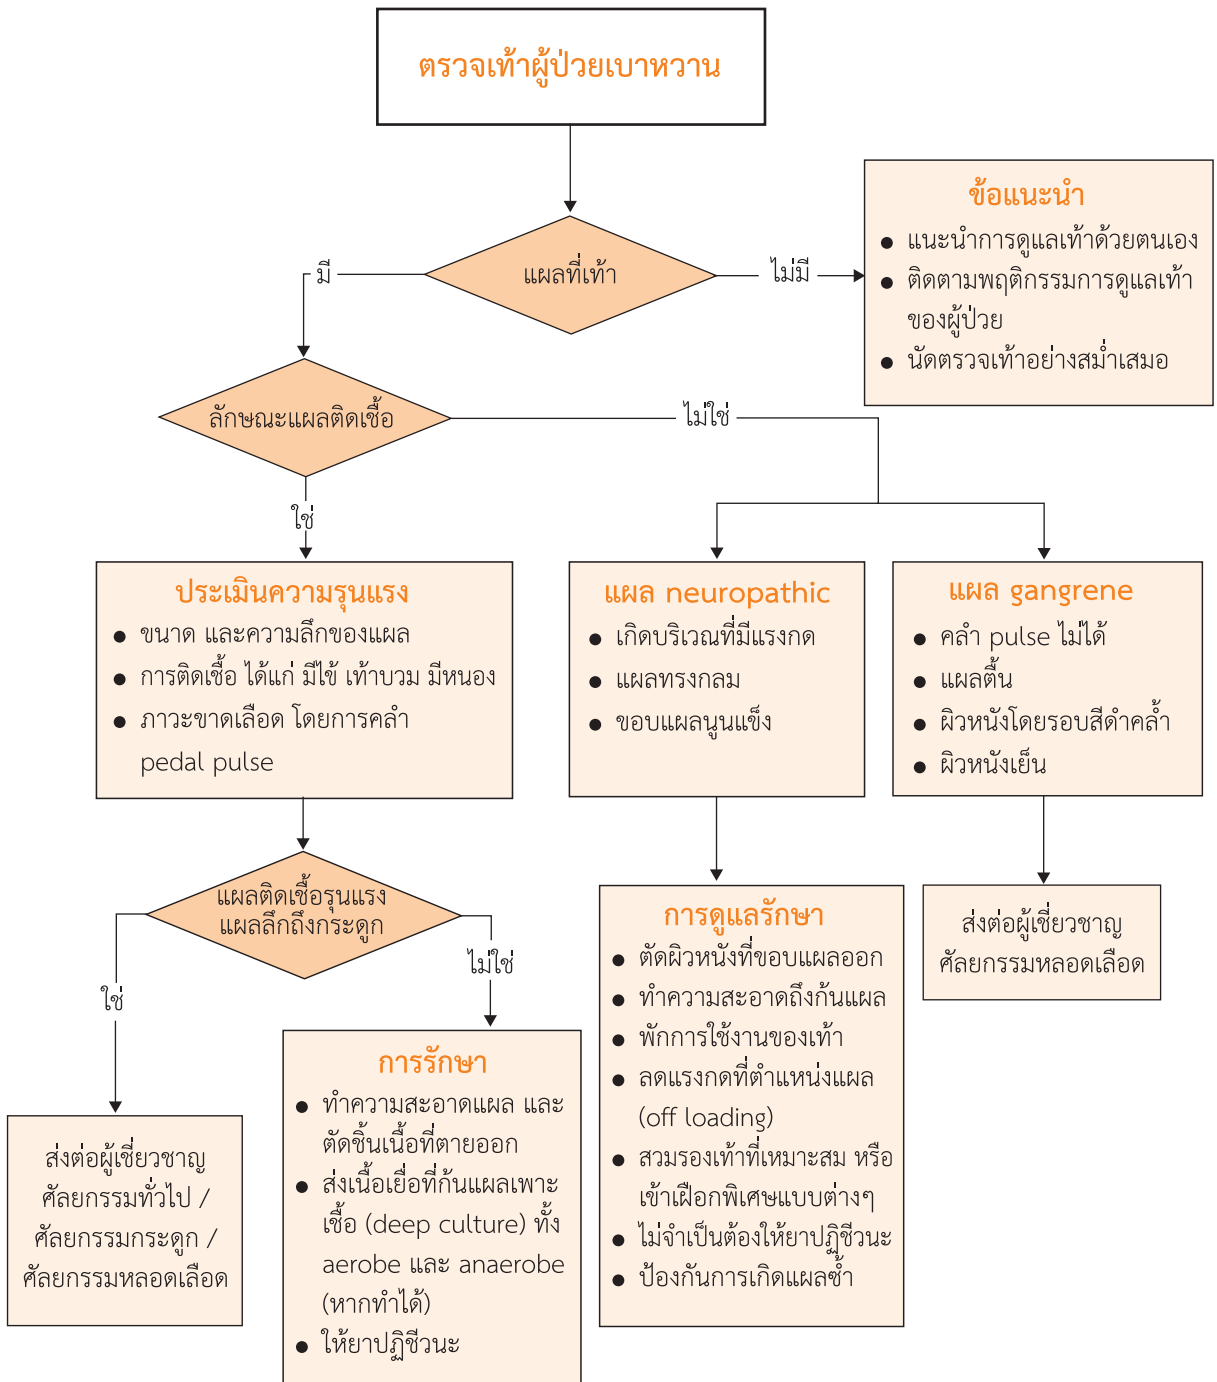 ตรวจเท้าผู้ป่วยเบาหวาน
แผลที่เท้า
มี
ไม่มี
ข้อแนะนำ
● แนะนำการดูแลเท้าด้วยตนเอง
● ติดตามพฤติกรรมการดูแลเท้า
ของผู้ป่วย
● นัดตรวจเท้าอย่างสม่ำเสมอ
ลักษณะแผลติดเชื้อ
ไม่ใช่
ใช่
ประเมินความรุนแรง
● ขนาด และความลึกของแผล
● การติดเชื้อ ได้แก่ มีไข้ เท้าบวม มีหนอง
● ภาวะขาดเลือด โดยการคลำ
pedal pulse
แผล neuropathic
● เกิดบริเวณที่มีแรงกด
● แผลทรงกลม
● ขอบแผลนูนแข็ง
แผล gangrene
● คลำ pulse ไม่ได้
● แผลตื้น
● ผิวหนังโดยรอบสีดำคล้ำ
● ผิวหนังเย็น
แผลติดเชื้อรุนแรง
แผลลึกถึงกระดูก
ใช่
ไม่ใช่
ส่งต่อผู้เชี่ยวชาญ
ศัลยกรรมทั่วไป /
ศัลยกรรมกระดูก /
ศัลยกรรมหลอดเลือด
การรักษา
● ทำความสะอาดแผล และ
ตัดชิ้นเนื้อที่ตายออก
● ส่งเนื้อเยื่อที่ก้นแผลเพาะ
เชื้อ (deep culture) ทั้ง
aerobe และ anaerobe
(หากทำได้)
● ให้ยาปฏิชีวนะ
การดูแลรักษา
● ตัดผิวหนังที่ขอบแผลออก
● ทำความสะอาดถึงก้นแผล
● พักการใช้งานของเท้า
● ลดแรงกดที่ตำแหน่งแผล
(off loading)
● สวมรองเท้าที่เหมาะสม หรือ
เข้าเฝือกพิเศษแบบต่างๆ
● ไม่จำเป็นต้องให้ยาปฏิชีวนะ
● ป้องกันการเกิดแผลซ้ำ
ส่งต่อผู้เชี่ยวชาญ
ศัลยกรรมหลอดเลือด